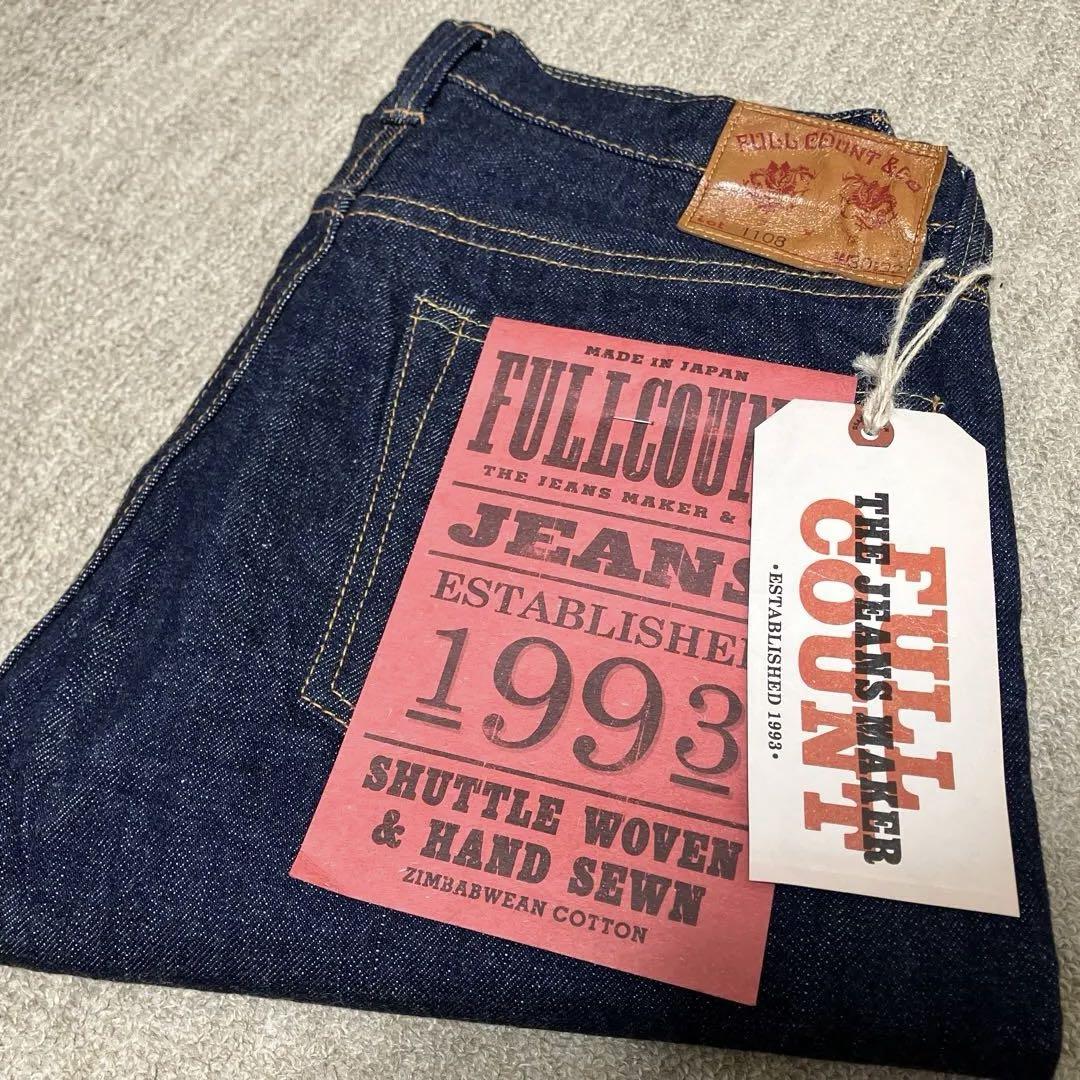 FULL COUNT & Co
1108
MADE IN JAPAN
FULLCOUN
THE JEANS MAKER &
JEANS
ESTABLISHE
1993
SHUTTLE WOVEN
& HAND SEWN
ZIMBABWEAN COTTON
FULL
COUNT
THE JEANS MAKER
•ESTABLISHED 1993•